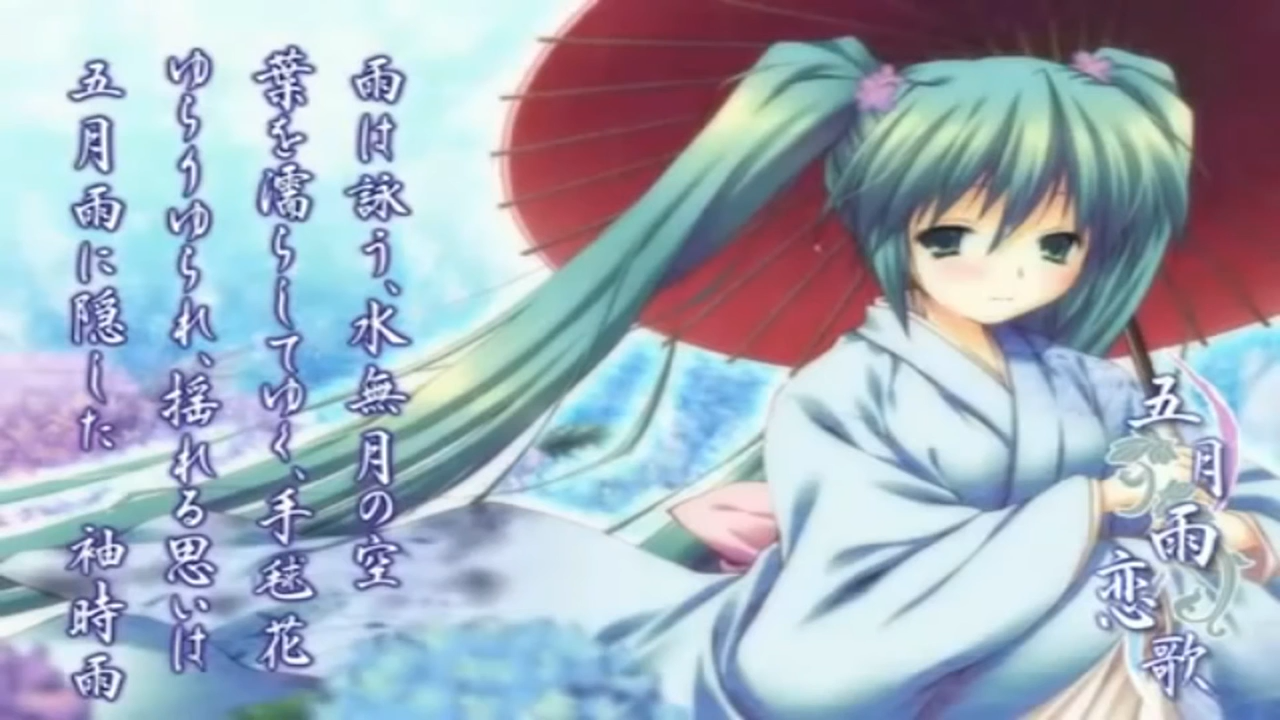 雨は詠う、水無月の空
葉を濡らしてゆく、手毬花
ゆらりゆられ、揺れる思いは
五月雨に隠した 袖時雨
五月雨恋歌